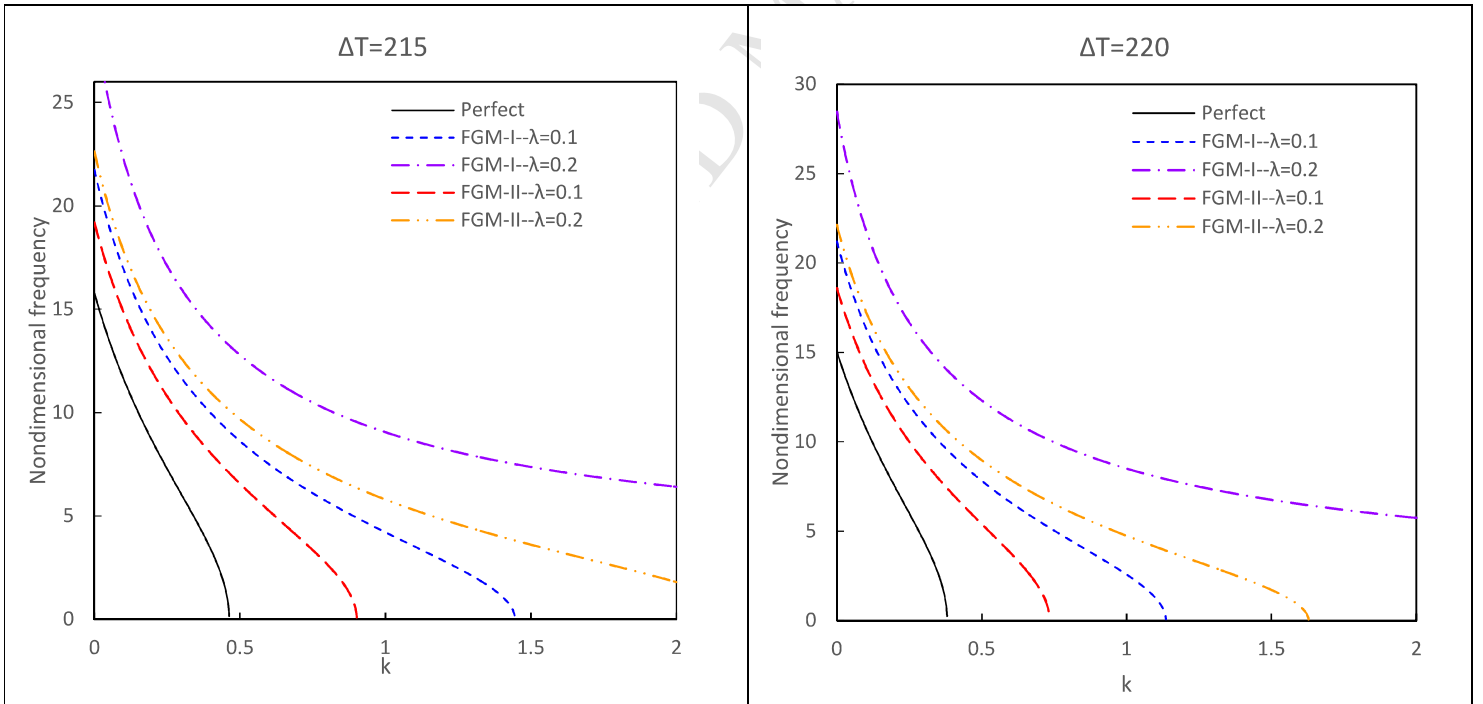 ΔT=215
25
20
15
10
5
0
Nondimensional frequency
Perfect
FGM-I--λ=0.1
FGM-I--λ=0.2
FGM-II--λ=0.1
FGM-II--λ=0.2
0 0.5 1 1.5 2
k
ΔT=220
30
25
20
15
10
5
0
Nondimensional frequency
Perfect
FGM-I--λ=0.1
FGM-I--λ=0.2
FGM-II--λ=0.1
FGM-II--λ=0.2
0 0.5 1 1.5 2
k
D